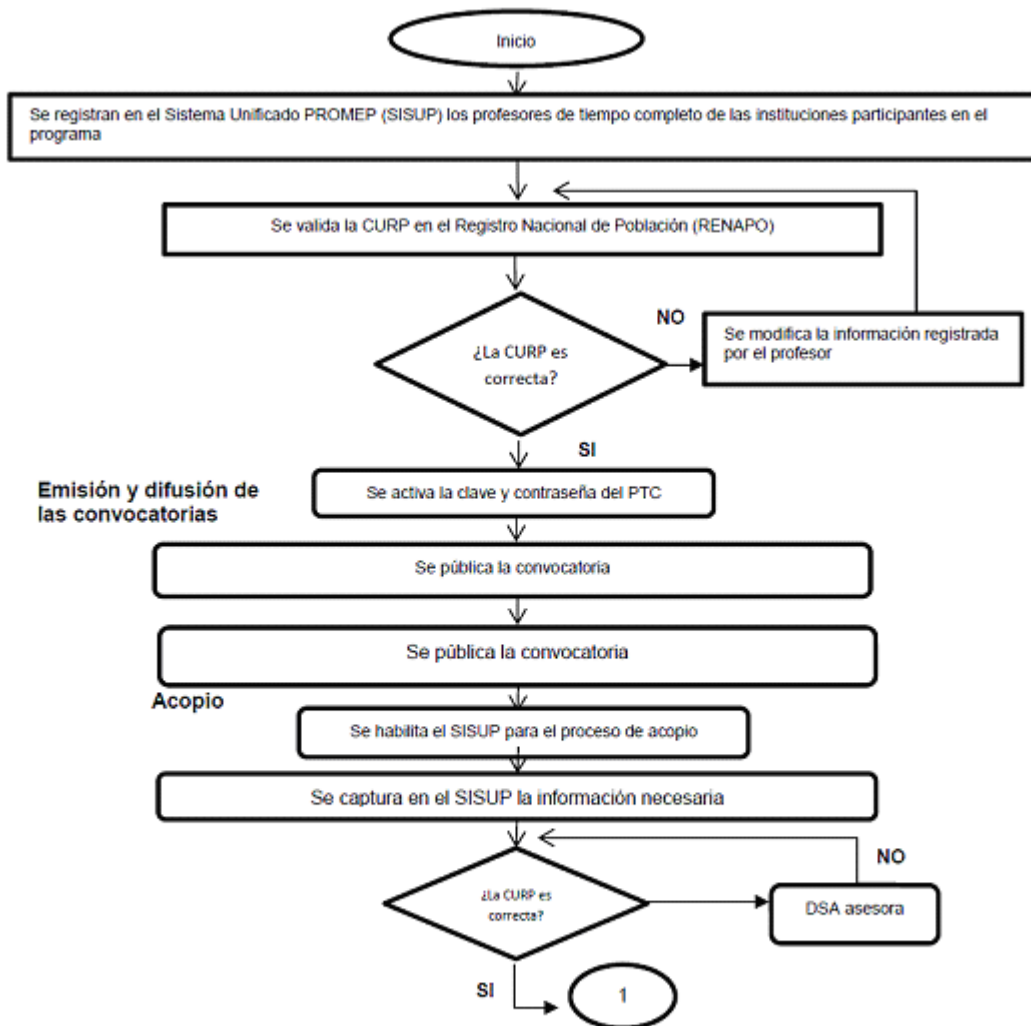 Inicio
Se registran en el Sistema Unificado PROMEP (SISUP) los profesores de tiempo completo de las instituciones participantes en el
programa
Se valida la CURP en el Registro Nacional de Población (RENAPO)
¿La CURP es
correcta?
NO
Se modifica la información registrada
por el profesor
SI
Emisión y difusión de
las convocatorias
Se activa la clave y contraseña del PTC
Se pública la convocatoria
Se pública la convocatoria
Acopio
Se habilita el SISUP para el proceso de acopio
Se captura en el SISUP la información necesaria
¿La CURP es
correcta?
NO
DSA asesora
SI
1